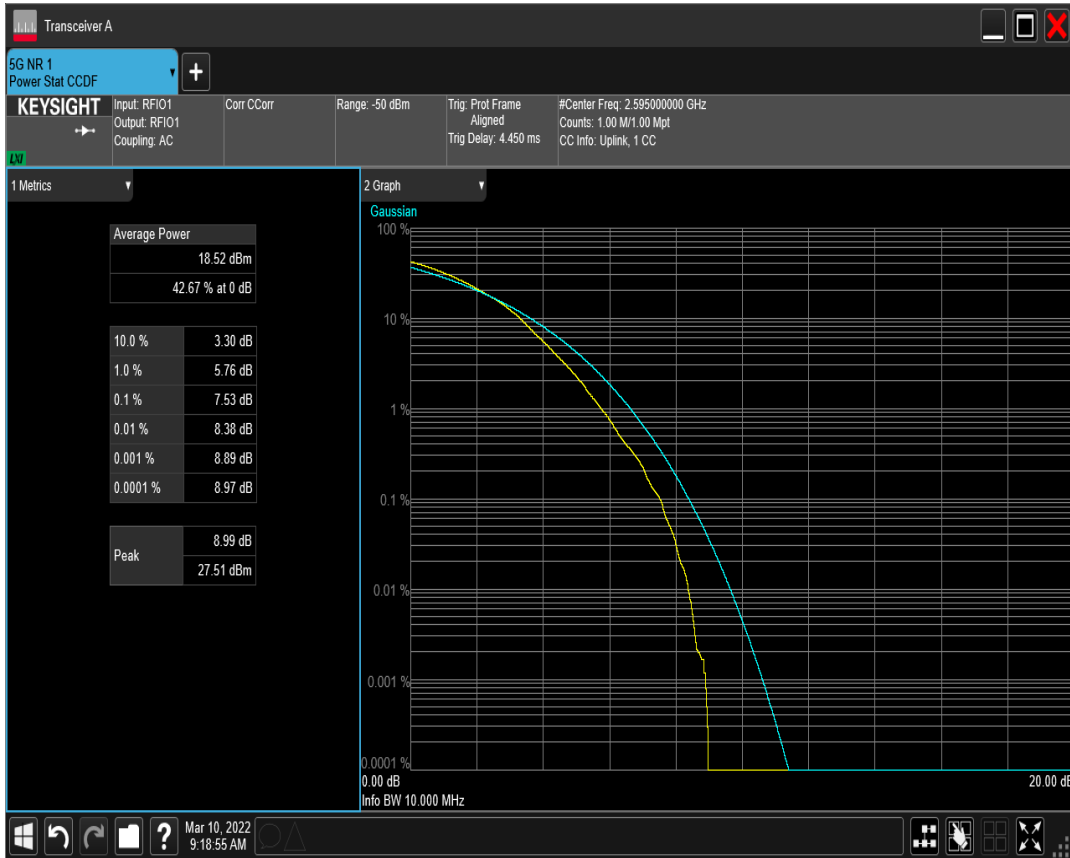 Transceiver A
5G NR 1
Power Stat CCDF
KEYSIGHT
LXI
Input: RFIO1
Output: RFIO1
Coupling: AC
Corr CCorr
Range: -50 dBm
Trig: Prot Frame
Aligned
Trig Delay: 4.450 ms
#Center Freq: 2.595000000 GHz
Counts: 1.00 M/1.00 Mpt
CC Info: Uplink, 1 CC
1 Metrics
Average Power
18.52 dBm
42.67 % at 0 dB
10.0 % 3.30 dB
1.0 % 5.76 dB
0.1 % 7.53 dB
0.01 % 8.38 dB
0.001 % 8.89 dB
0.0001 % 8.97 dB
Peak
8.99 dB
27.51 dBm
2 Graph
Gaussian
100 %
10 %
1 %
0.1 %
0.01 %
0.001 %
0.0001 %
0.00 dB
20.00 dB
Info BW 10.000 MHz
?
Mar 10, 2022
9:18:55 AM